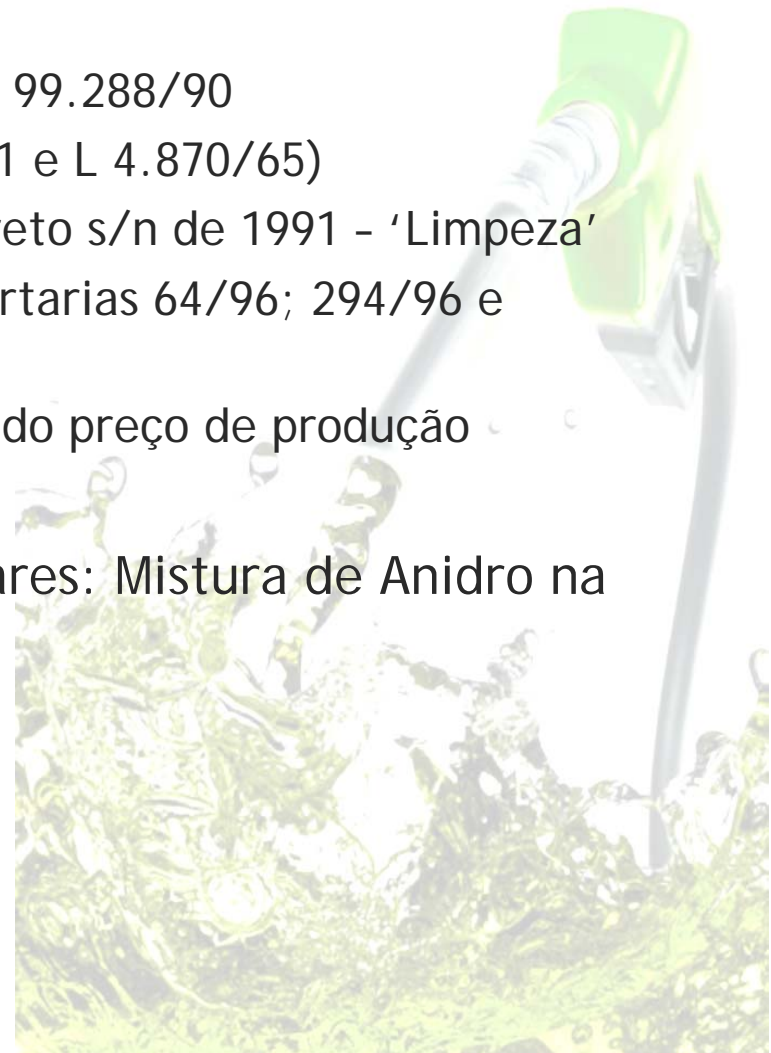 99.288/90
1 e L 4.870/65)
reto s/n de 1991 – ‘Limpeza’
rtarias 64/96; 294/96 e
do preço de produção
ares: Mistura de Anidro na